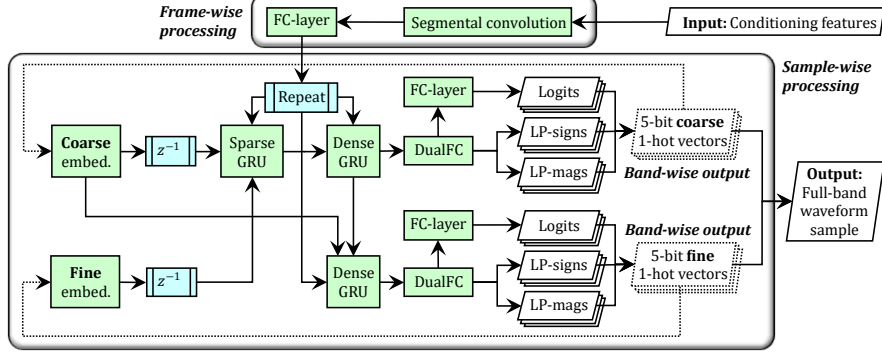 Frame-wise
processing
FC-layer
Segmental convolution
Input: Conditioning features
Sample-wise
processing
Repeat
FC-layer
Logits
Coarse
embed.
z⁻¹
Sparse
GRU
Dense
GRU
DualFC
LP-signs
LP-mags
5-bit coarse
1-hot vectors
Band-wise output
Output:
Full-band
waveform
sample
Fine
embed.
z⁻¹
Dense
GRU
FC-layer
DualFC
Logits
LP-signs
LP-mags
Band-wise output
5-bit fine
1-hot vectors